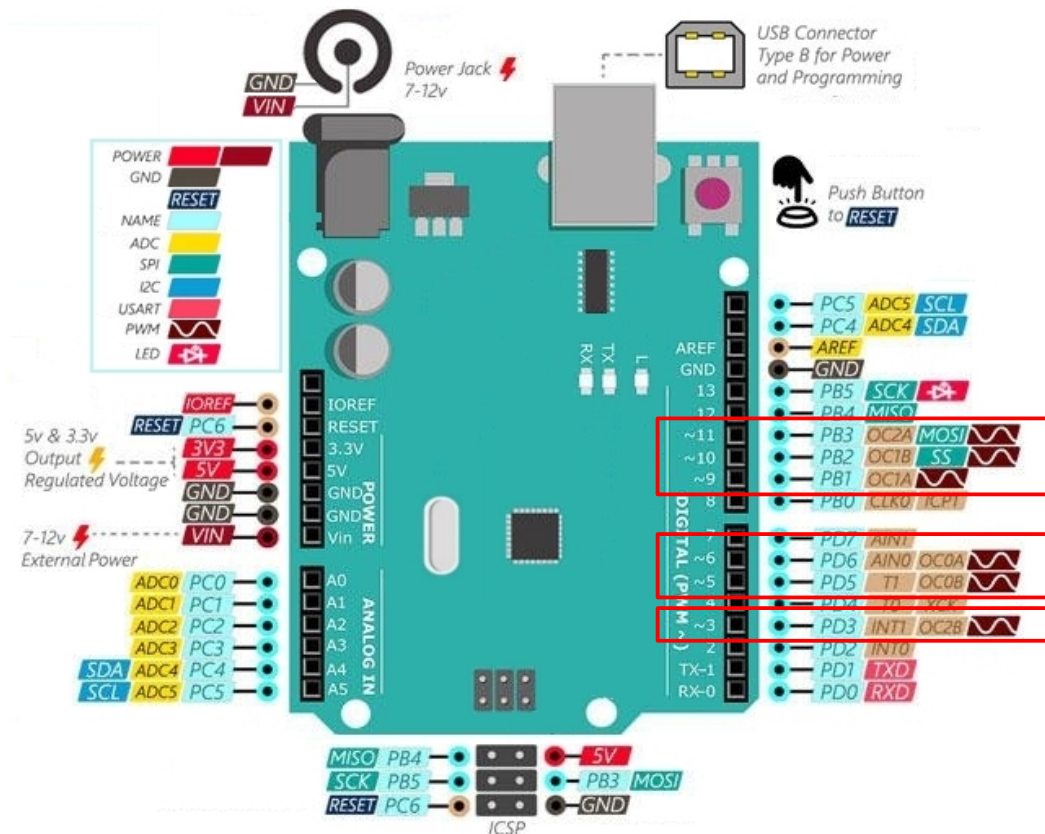 USB Connector
Type B for Power
and Programming
Power Jack
7-12v
GND
VIN
POWER
GND
RESET
NAME
ADC
SPI
I2C
USART
PWM
LED
Push Button
to RESET
IOREF
RESET PC6
3V3
5V
GND
GND
VIN
5v & 3.3v
Output
Regulated Voltage
7-12v
External Power
ADC0 PC0
ADC1 PC1
ADC2 PC2
ADC3 PC3
SDA ADC4 PC4
SCL ADC5 PC5
IOREF
RESET
3.3V
5V
GND
GND
Vin
POWER
A0
A1
A2
A3
A4
A5
ANALOG IN
RX
TX
L
AREF
GND
13
12
~11
~10
~9
8
7
~6
~5
4
~3
2
TX-1
RX-0
DIGITAL (PWM ~)
PC5 ADC5 SCL
PC4 ADC4 SDA
AREF
GND
PB5 SCK
PB4 MISO
PB3 OC2A MOSI
PB2 OC1B SS
PB1 OC1A
PB0 CLK0 ICP1
PD7 AIN1
PD6 AIN0 OC0A
PD5 T1 OC0B
PD4 T0 XCK
PD3 INT1 OC2B
PD2 INT0
PD1 TXD
PD0 RXD
MISO PB4
SCK PB5
RESET PC6
5V
PB3 MOSI
GND
ICSP